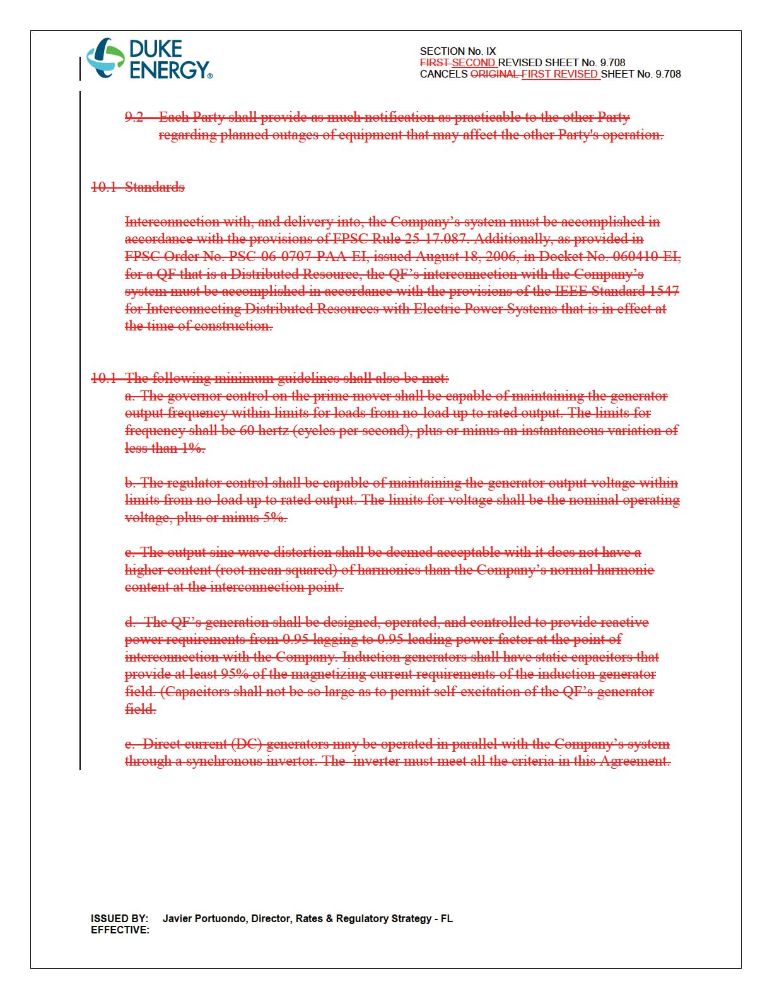 DUKE
ENERGY®
SECTION No. IX
FIRST SECOND REVISED SHEET No. 9.708
CANCELS ORIGINAL FIRST REVISED SHEET No. 9.708
9.2 Each Party shall provide as much notification as practicable to the other Party
regarding planned outages of equipment that may affect the other Party's operation.
10.1 Standards
Interconnection with, and delivery into, the Company’s system must be accomplished in
accordance with the provisions of FPSC Rule 25-17.087. Additionally, as provided in
FPSC Order No. PSC-06-0707-PAA-EI, issued August 18, 2006, in Docket No. 060410-EI,
for a QF that is a Distributed Resource, the QF’s interconnection with the Company’s
system must be accomplished in accordance with the provisions of the IEEE Standard 1547
for Interconnecting Distributed Resources with Electric Power Systems that is in effect at
the time of construction.
10.1 The following minimum guidelines shall also be met:
a. The governor control on the prime mover shall be capable of maintaining the generator
output frequency within limits for loads from no-load up to rated output. The limits for
frequency shall be 60 hertz (cycles per second), plus or minus an instantaneous variation of
less than 1%.
b. The regulator control shall be capable of maintaining the generator output voltage within
limits from no-load up to rated output. The limits for voltage shall be the nominal operating
voltage, plus or minus 5%.
c. The output sine wave distortion shall be deemed acceptable with it does not have a
higher content (root mean squared) of harmonics than the Company’s normal harmonic
content at the interconnection point.
d. The QF’s generation shall be designed, operated, and controlled to provide reactive
power requirements from 0.95 lagging to 0.95 leading power factor at the point of
interconnection with the Company. Induction generators shall have static capacitors that
provide at least 95% of the magnetizing current requirements of the induction generator
field. (Capacitors shall not be so large as to permit self-excitation of the QF’s generator
field.
e. Direct current (DC) generators may be operated in parallel with the Company’s system
through a synchronous invertor. The inverter must meet all the criteria in this Agreement.
ISSUED BY: Javier Portuondo, Director, Rates & Regulatory Strategy - FL
EFFECTIVE: